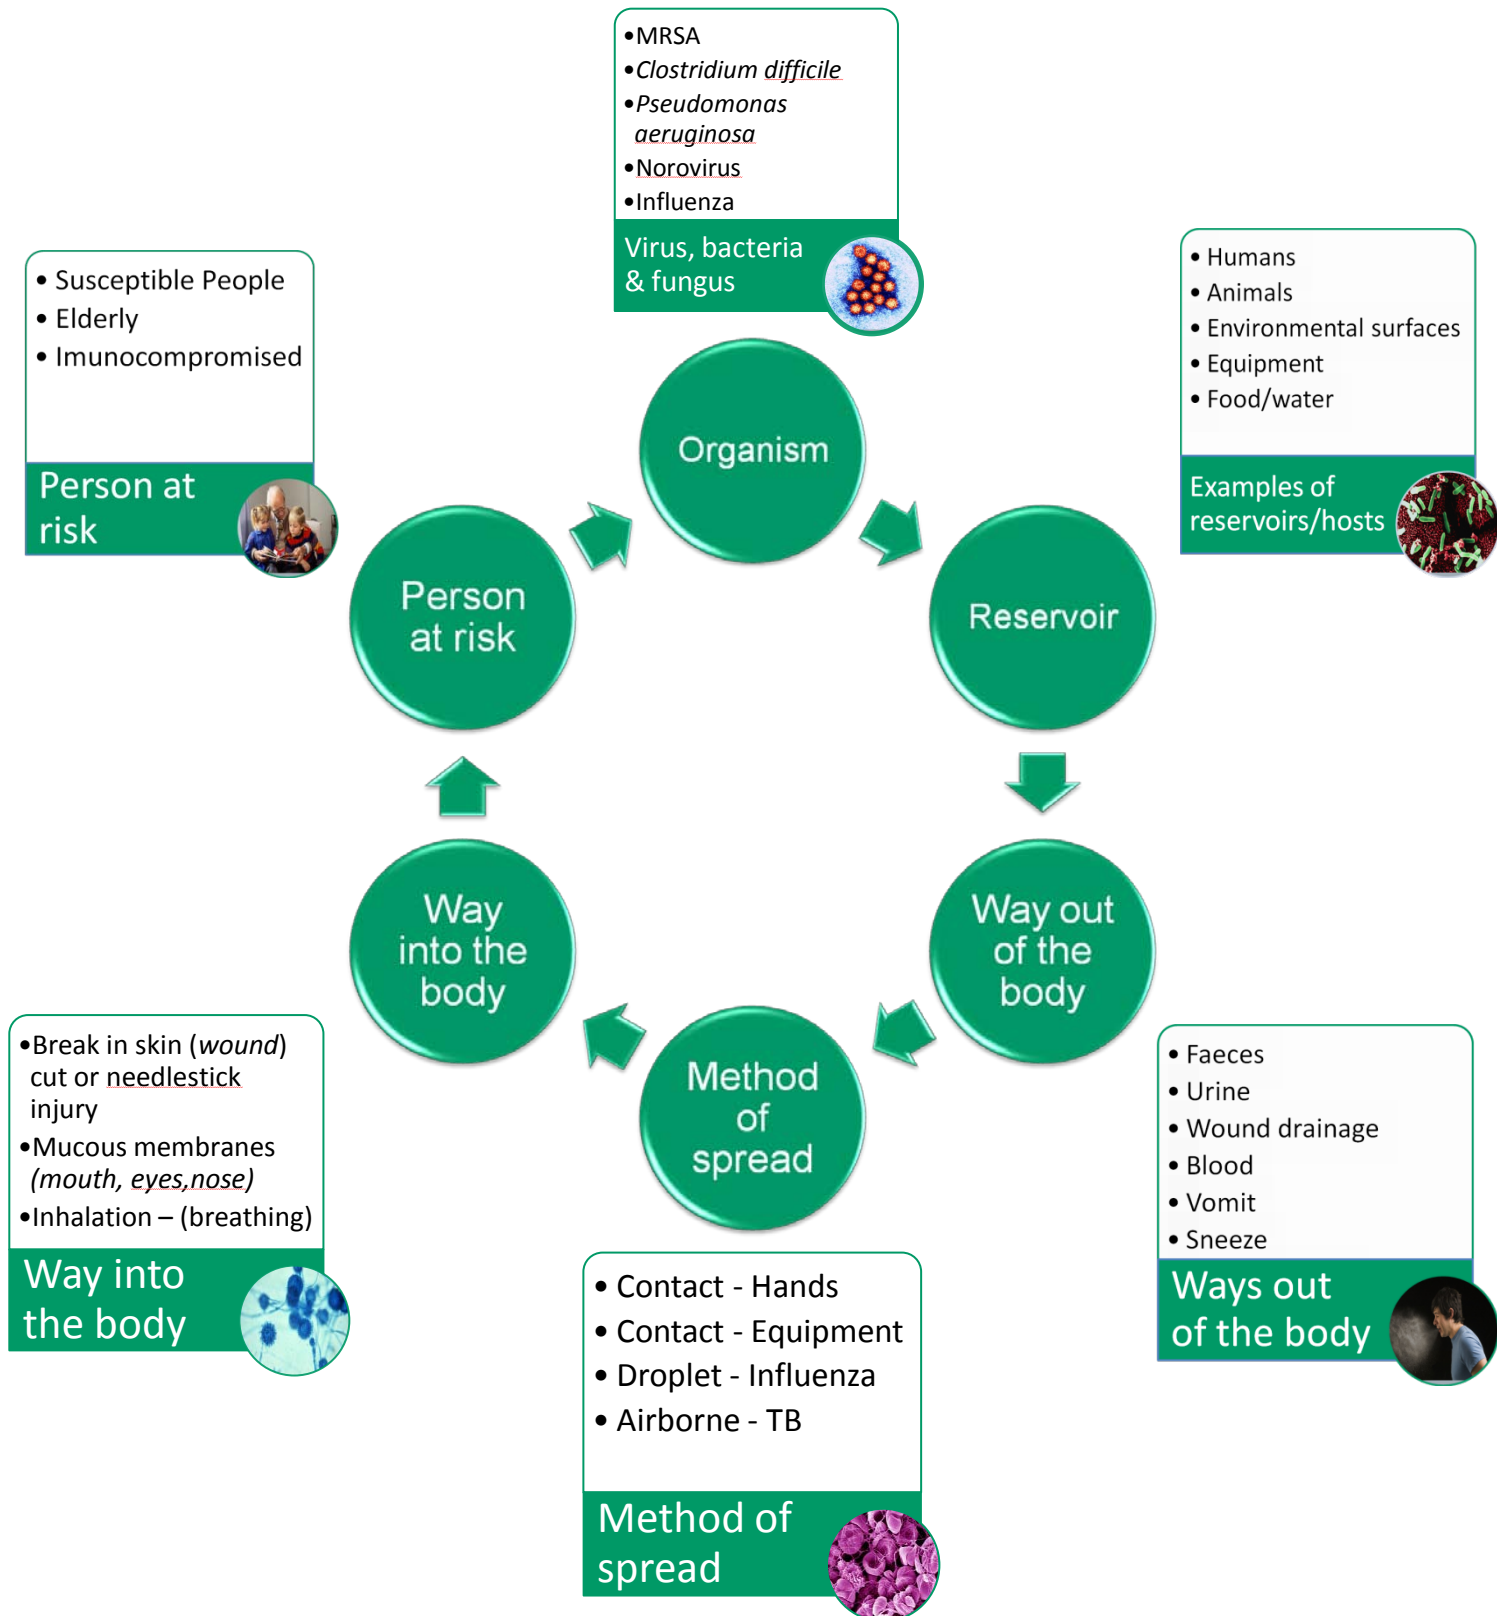 •MRSA
•Clostridium difficile
•Pseudomonas
aeruginosa
•Norovirus
•Influenza
Virus, bacteria
& fungus
• Susceptible People
• Elderly
• Imunocompromised
Person at
risk
• Humans
• Animals
• Environmental surfaces
• Equipment
• Food/water
Examples of
reservoirs/hosts
Organism
Reservoir
Way out
of the
body
Method
of
spread
Way
into the
body
Person
at risk
•Break in skin (wound)
cut or needlestick
injury
•Mucous membranes
(mouth, eyes,nose)
•Inhalation – (breathing)
Way into
the body
• Faeces
• Urine
• Wound drainage
• Blood
• Vomit
• Sneeze
Ways out
of the body
• Contact - Hands
• Contact - Equipment
• Droplet - Influenza
• Airborne - TB
Method of
spread